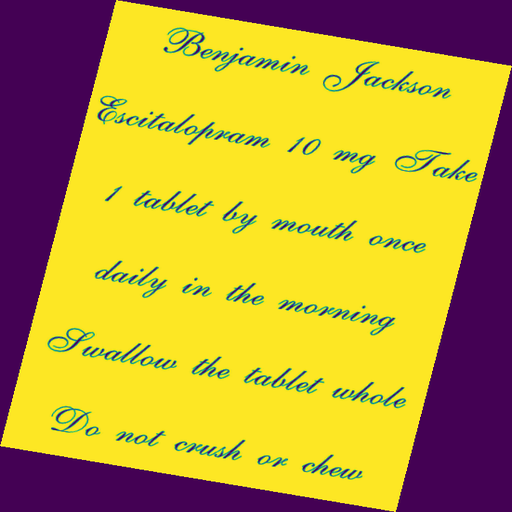 Benjamin Jackson
Escitalopram 10 mg Take
1 tablet by mouth once
daily in the morning
Swallow the tablet whole
Do not crush or chew